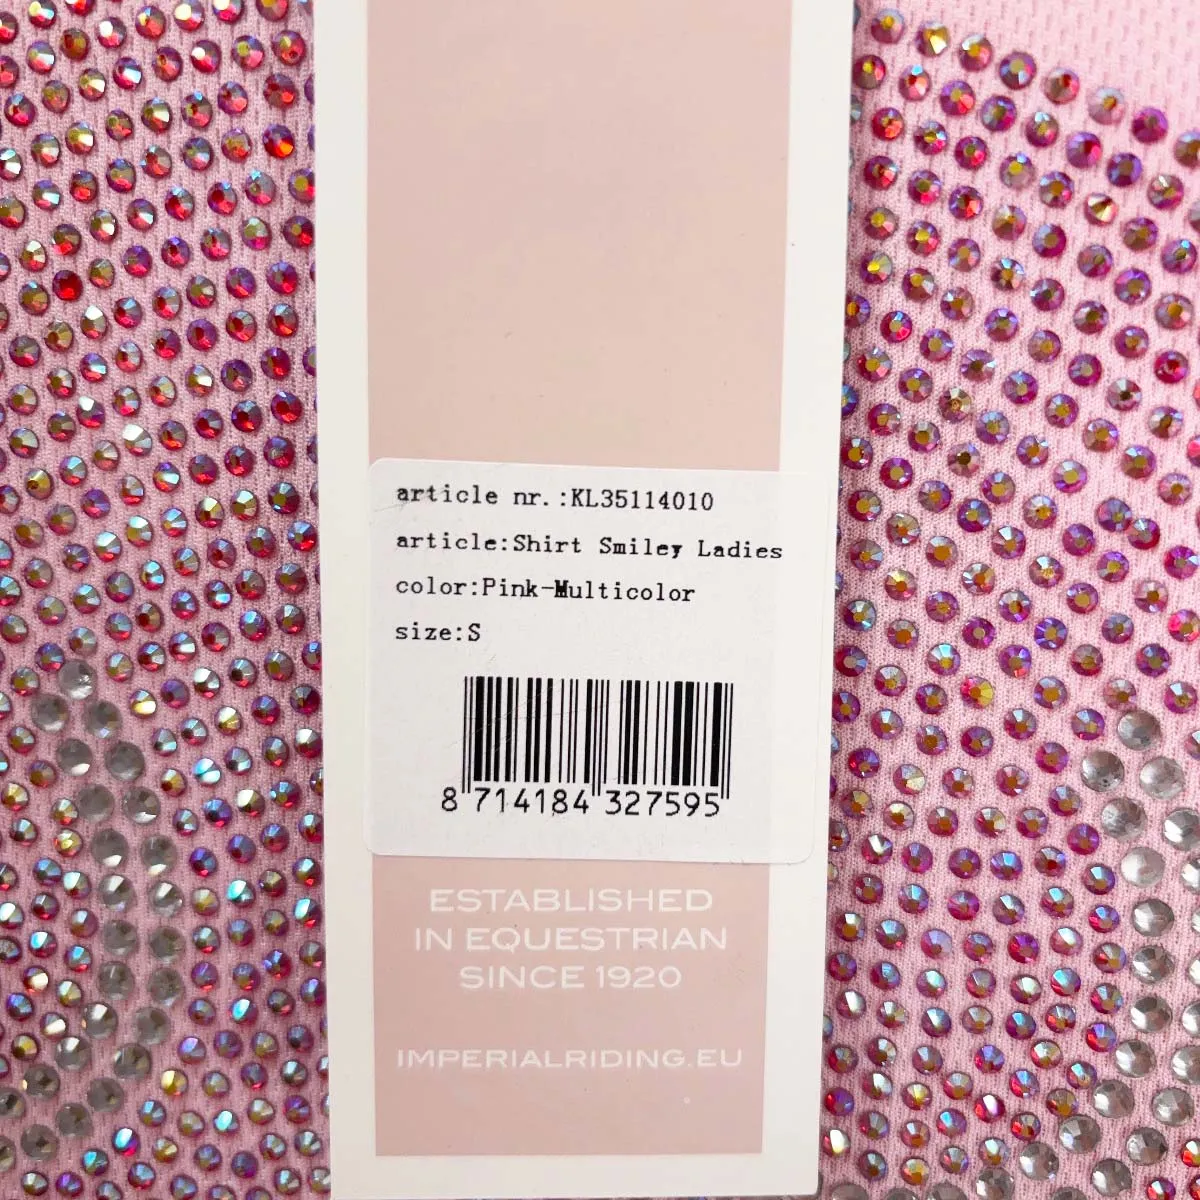 article nr.:KL35114010
article:Shirt Smiley Ladies
color:Pink-Multicolor
size:S
8 714184 327595
ESTABLISHED
IN EQUESTRIAN
SINCE 1920
IMPERIALRIDING.EU